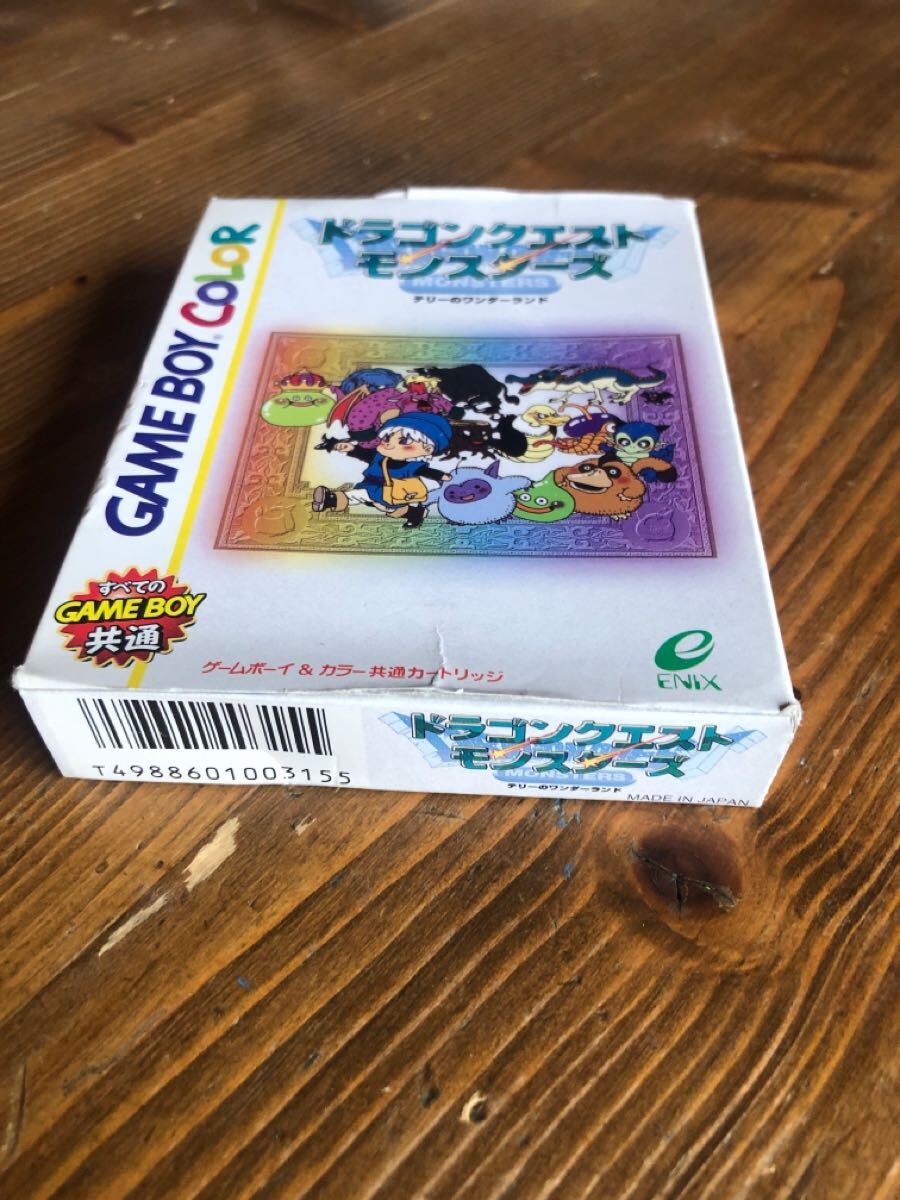 GAME BOY COLOR
ドラゴンクエスト
モンスターズ
MONSTERS
テリーのワンダーランド
すべての
GAME BOY
共通
ゲームボーイ & カラー共通カートリッジ
ENIX
T4988601003155
ドラゴンクエスト
モンスターズ
MONSTERS
テリーのワンダーランド
MADE IN JAPAN